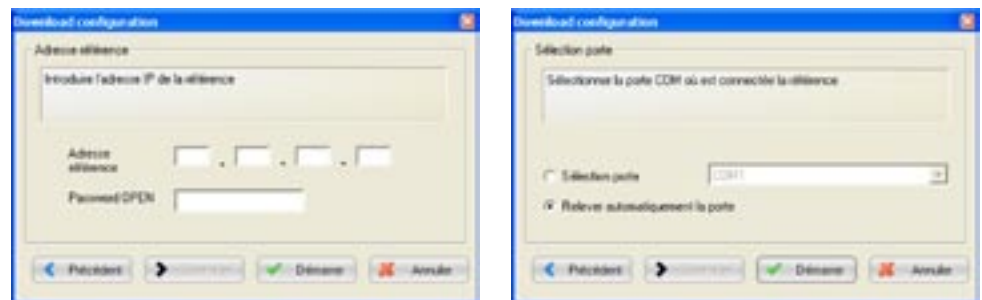 Download configuration
Adresse référence
Introduire l'adresse IP de la référence
Adresse
référence
Password OPEN
Précédent
Démarrer
Annuler
Download configuration
Sélection porte
Sélectionner la porte COM où est connectée la référence
Sélection porte
COM1
Relever automatiquement la porte
Précédent
Démarrer
Annuler